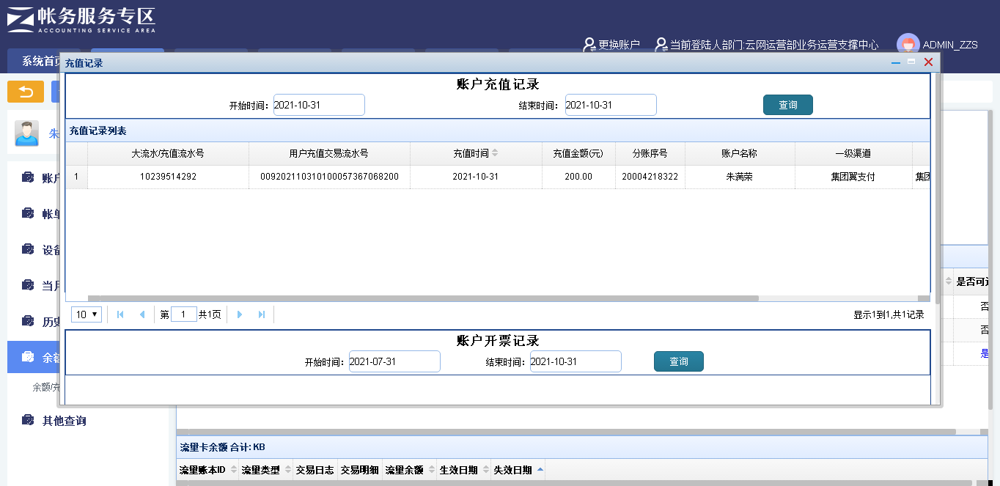 帐务服务专区
ACCOUNTING SERVICE AREA
更换账户 当前登陆人部门:云网运营部业务运营支撑中心 ADMIN_ZZS
系统首页
充值记录
账户充值记录
开始时间: 2021-10-31 结束时间: 2021-10-31 查询
充值记录列表
大流水/充值流水号 用户充值交易流水号 充值时间 充值金额(元) 分账序号 账户名称 一级渠道
1 10239514292 0092021103101000573670​68200 2021-10-31 200.00 20004218322 朱满荣 集团翼支付 集团
10 第 1 共1页 显示1到1,共1记录
账户开票记录
开始时间: 2021-07-31 结束时间: 2021-10-31 查询
朱
账户
帐单
设备
当月
历史
余额
余额/充
其他查询
是否可
否
否
是
流量卡余额 合计: KB
流量账本ID 流量类型 交易日志 交易明细 流量余额 生效日期 失效日期